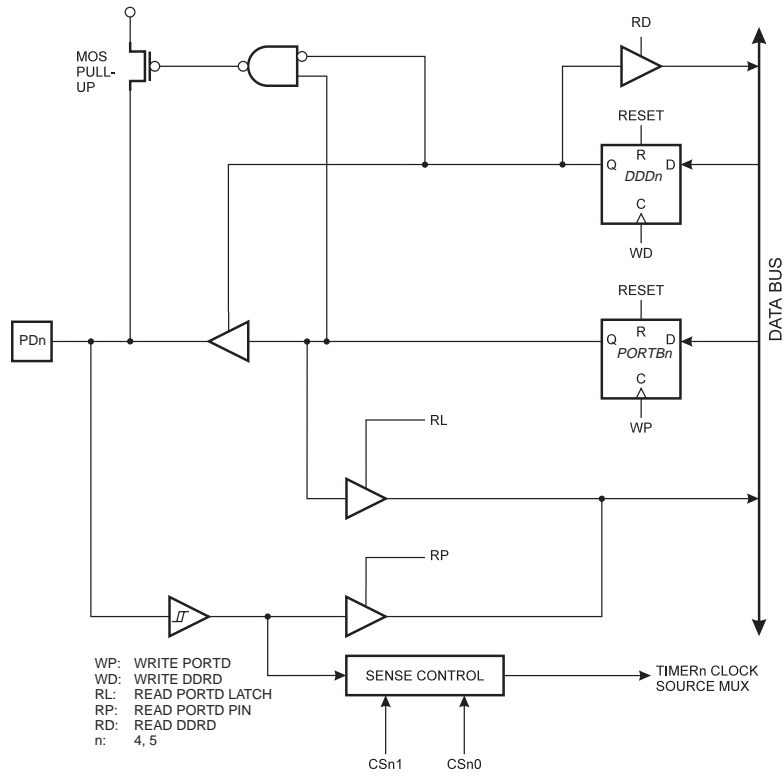 RD
MOS
PULL-
UP
RESET
R
Q
D
DDDn
C
WD
DATA BUS
RESET
PDn
R
Q
D
PORTBn
C
WP
RL
RP
WP: WRITE PORTD
WD: WRITE DDRD
RL: READ PORTD LATCH
RP: READ PORTD PIN
RD: READ DDRD
n: 4, 5
SENSE CONTROL
TIMERn CLOCK
SOURCE MUX
CSn1
CSn0